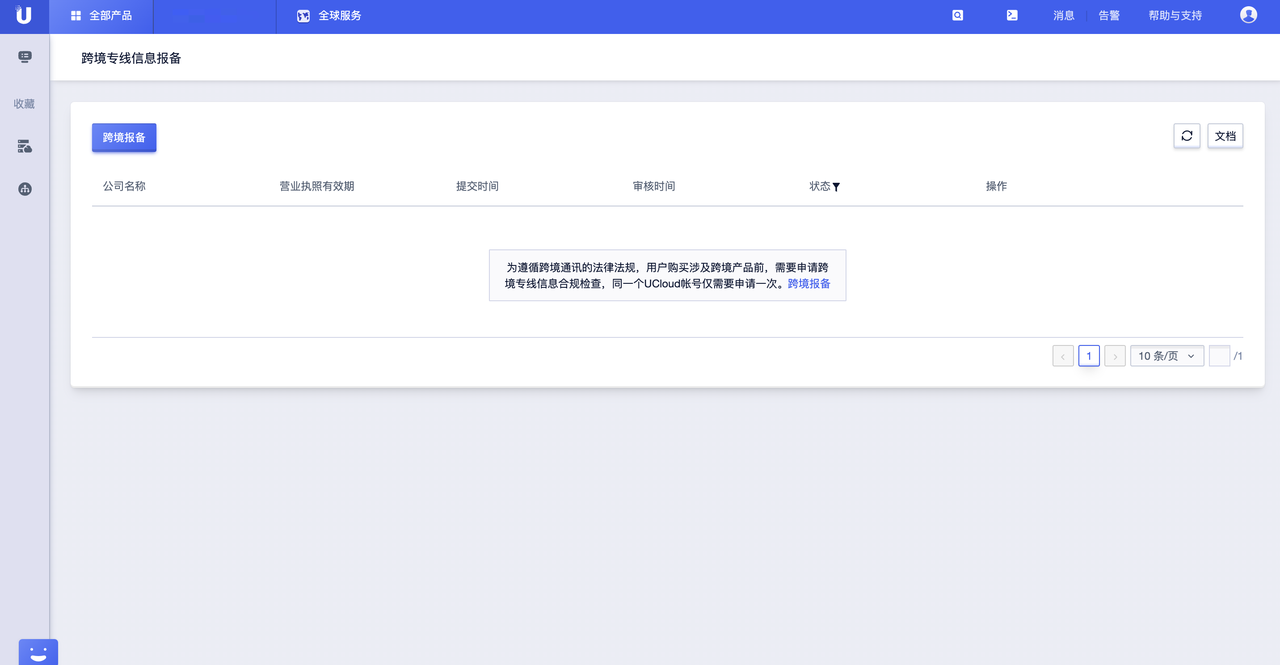 全部产品
全球服务
消息
告警
帮助与支持
跨境专线信息报备
收藏
跨境报备
文档
公司名称
营业执照有效期
提交时间
审核时间
状态
操作
为遵循跨境通讯的法律法规，用户购买涉及跨境产品前，需要申请跨
境专线信息合规检查，同一个UCloud帐号仅需要申请一次。跨境报备
1
10 条/页
/1